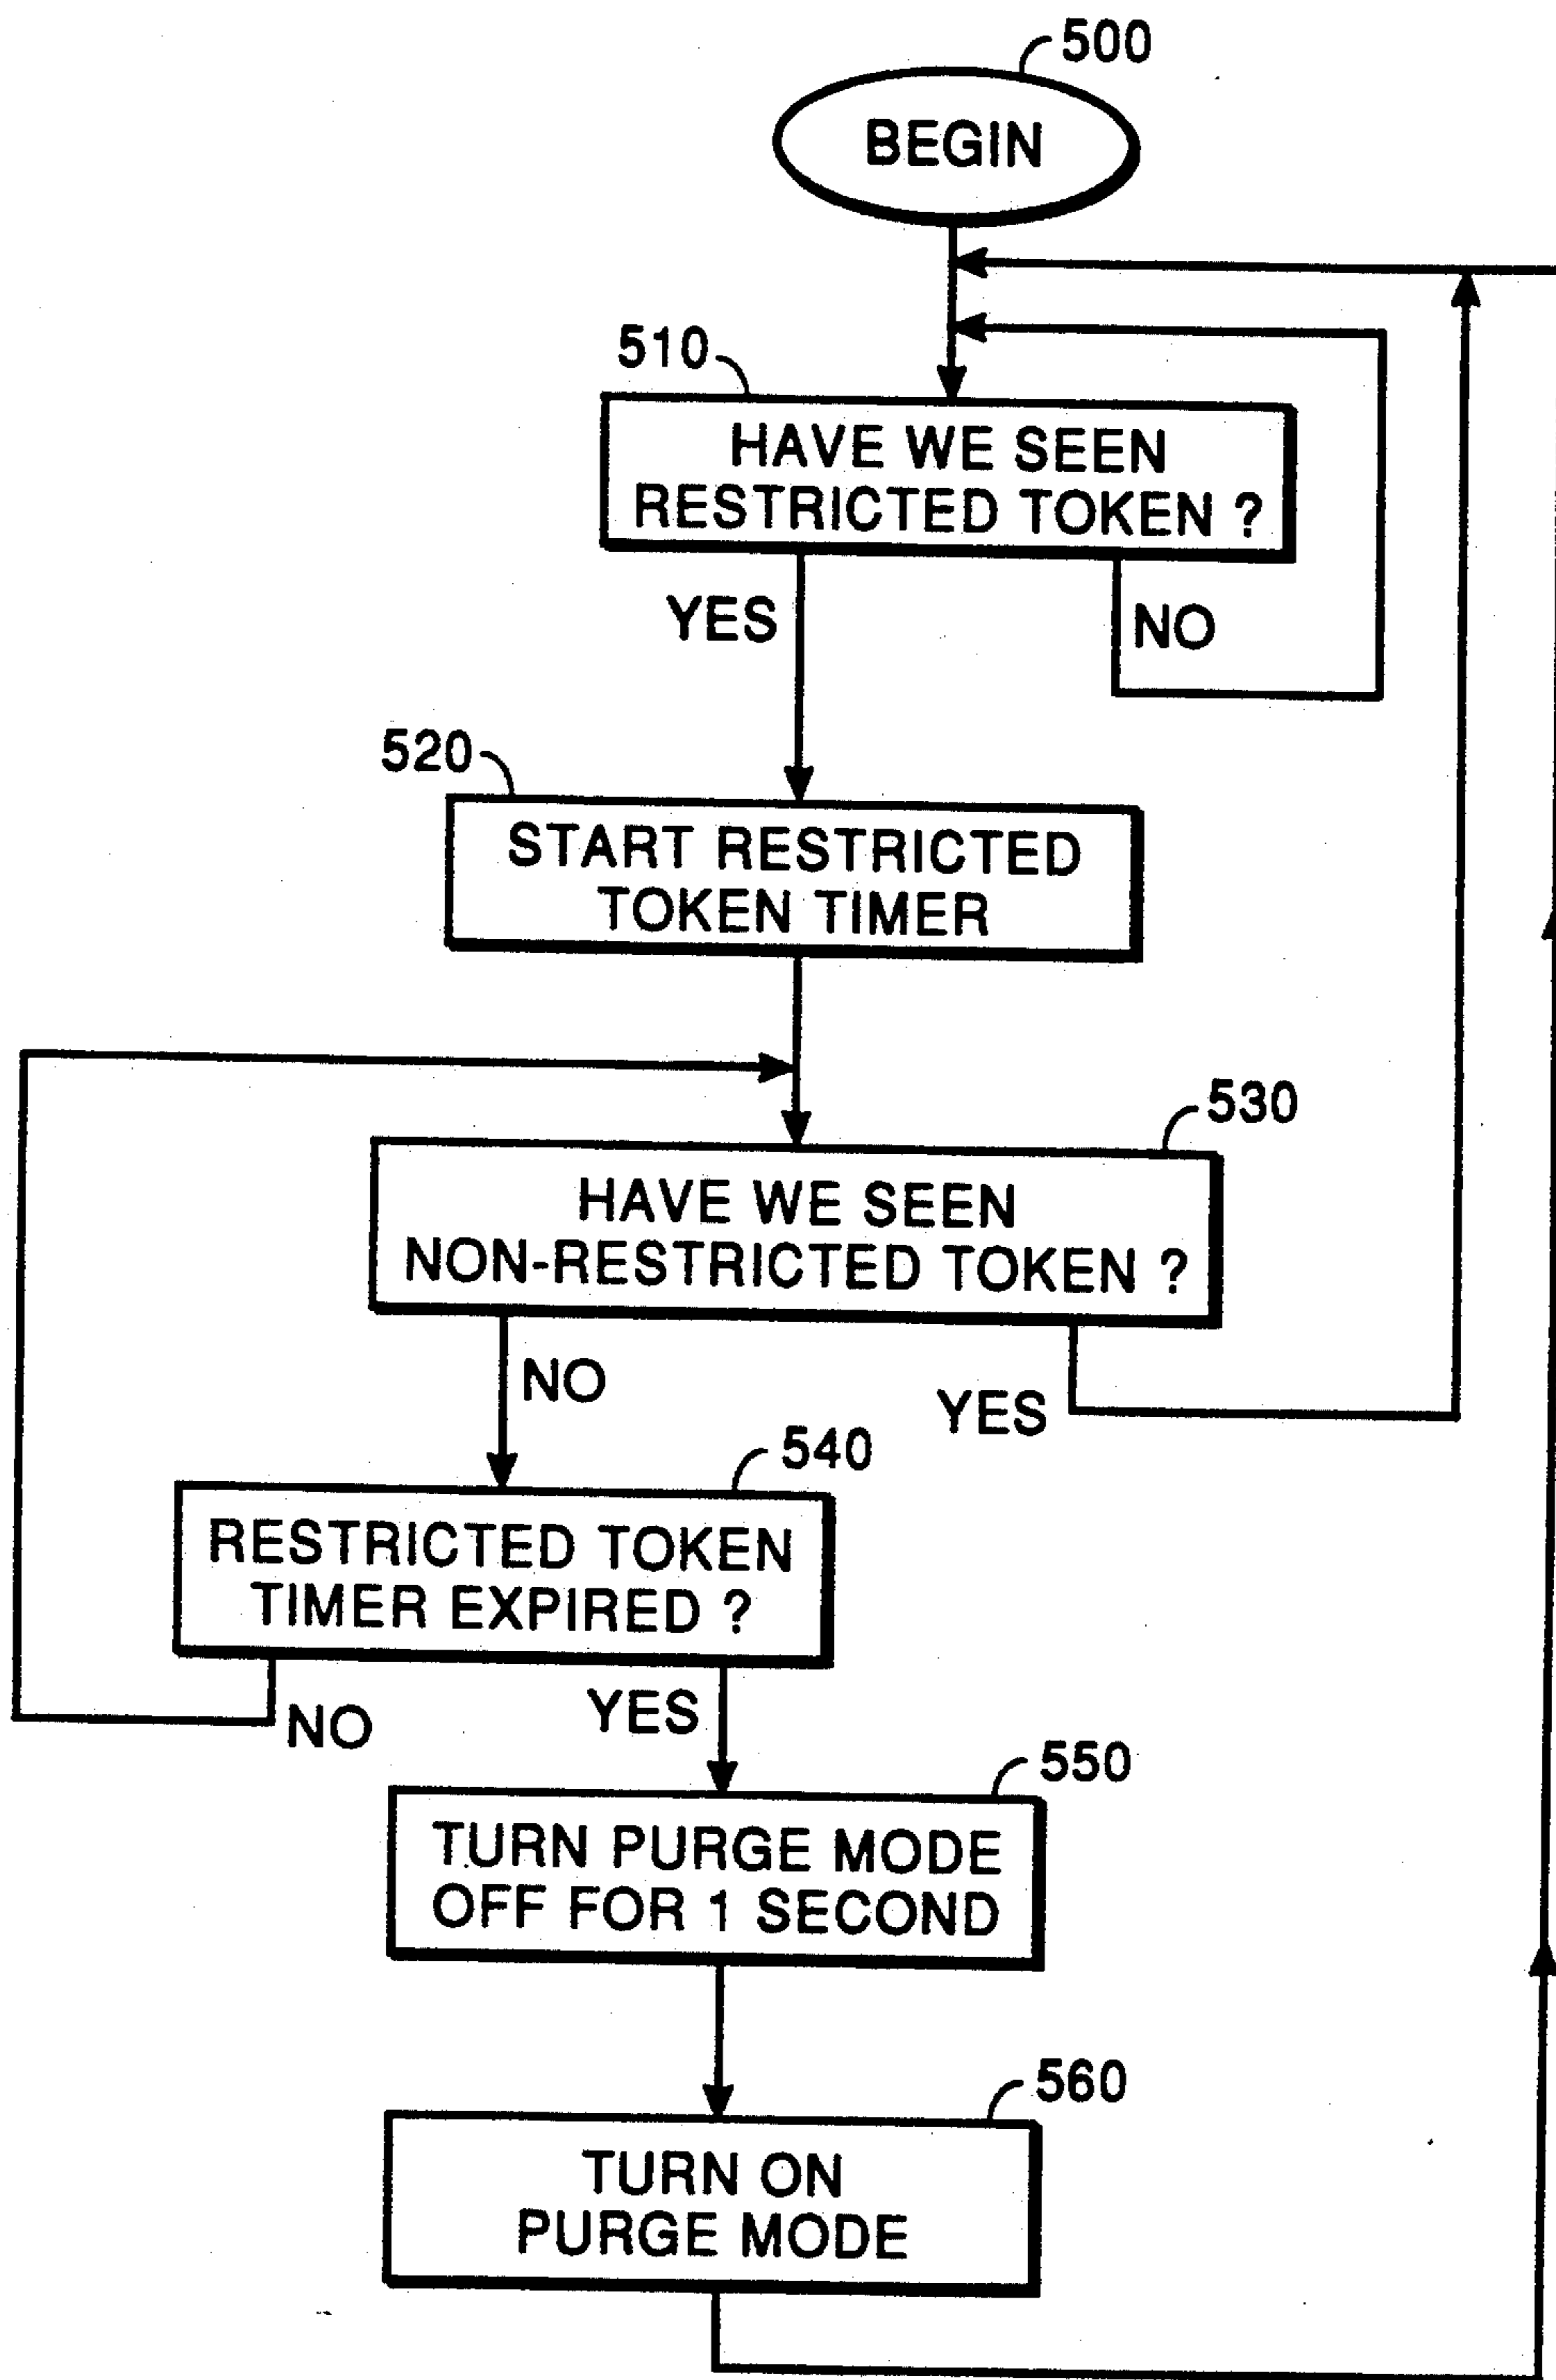 500
BEGIN
510
HAVE WE SEEN
RESTRICTED TOKEN ?
YES
NO
520
START RESTRICTED
TOKEN TIMER
530
HAVE WE SEEN
NON-RESTRICTED TOKEN ?
NO
YES
540
RESTRICTED TOKEN
TIMER EXPIRED ?
NO
YES
550
TURN PURGE MODE
OFF FOR 1 SECOND
560
TURN ON
PURGE MODE